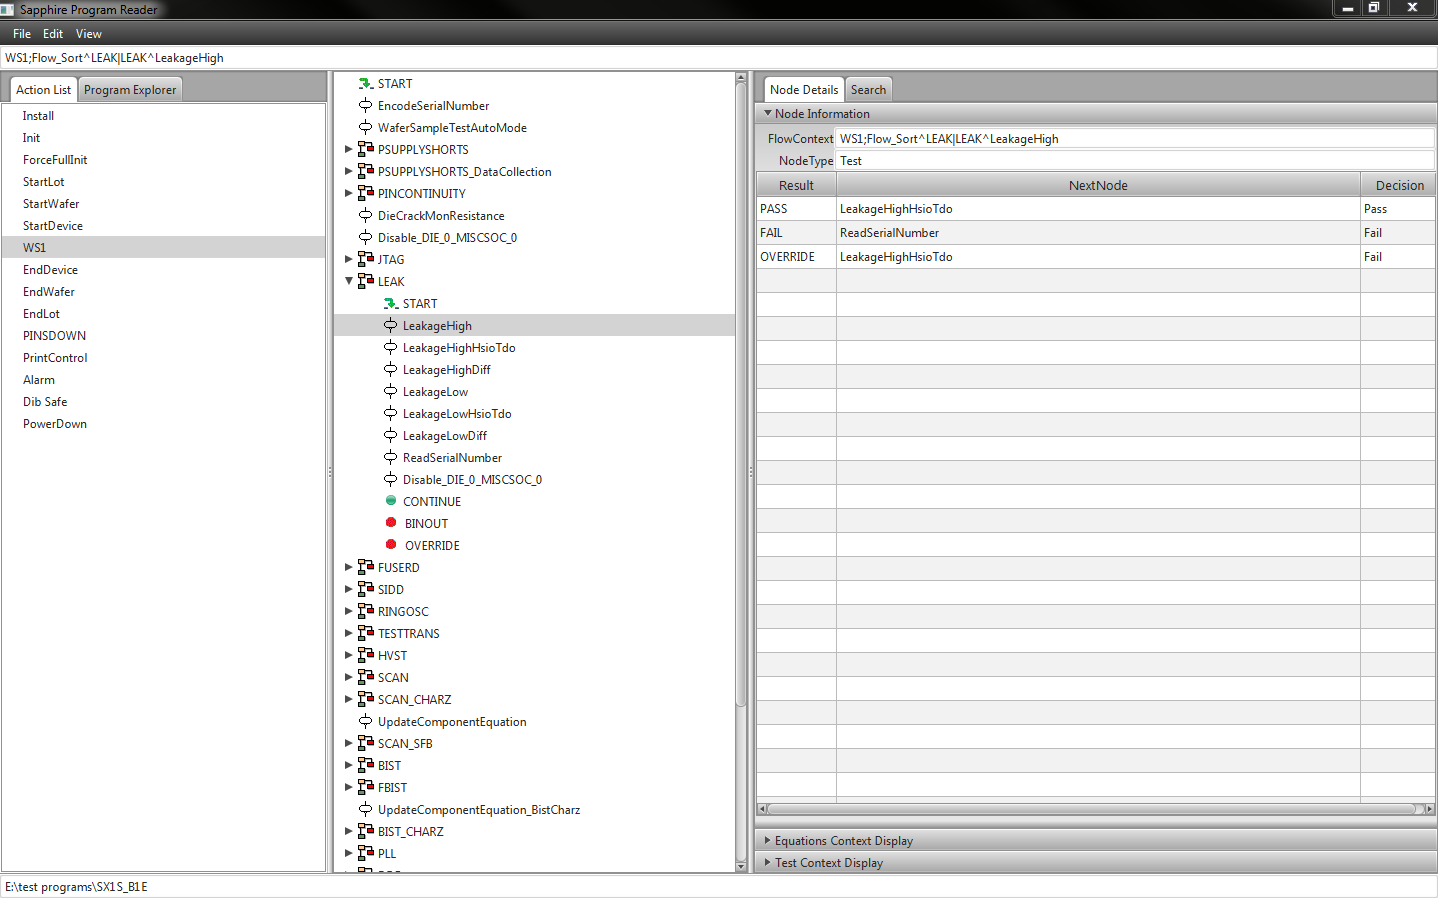 Sapphire Program Reader
File Edit View
WS1;Flow_Sort^LEAK|LEAK^LeakageHigh
Action List Program Explorer
Install
Init
ForceFullInit
StartLot
StartWafer
StartDevice
WS1
EndDevice
EndWafer
EndLot
PINSDOWN
PrintControl
Alarm
Dib Safe
PowerDown
START
EncodeSerialNumber
WaferSampleTestAutoMode
PSUPPLYSHORTS
PSUPPLYSHORTS_DataCollection
PINCONTINUITY
DieCrackMonResistance
Disable_DIE_0_MISCSOC_0
JTAG
LEAK
START
LeakageHigh
LeakageHighHsioTdo
LeakageHighDiff
LeakageLow
LeakageLowHsioTdo
LeakageLowDiff
ReadSerialNumber
Disable_DIE_0_MISCSOC_0
CONTINUE
BINOUT
OVERRIDE
FUSERD
SIDD
RINGOSC
TESTTRANS
HVST
SCAN
SCAN_CHARZ
UpdateComponentEquation
SCAN_SFB
BIST
FBIST
UpdateComponentEquation_BistCharz
BIST_CHARZ
PLL
Node Details Search
Node Information
FlowContext WS1;Flow_Sort^LEAK|LEAK^LeakageHigh
NodeType Test
Result NextNode Decision
PASS LeakageHighHsioTdo Pass
FAIL ReadSerialNumber Fail
OVERRIDE LeakageHighHsioTdo Fail
Equations Context Display
Test Context Display
E:\test programs\SX1S_B1E